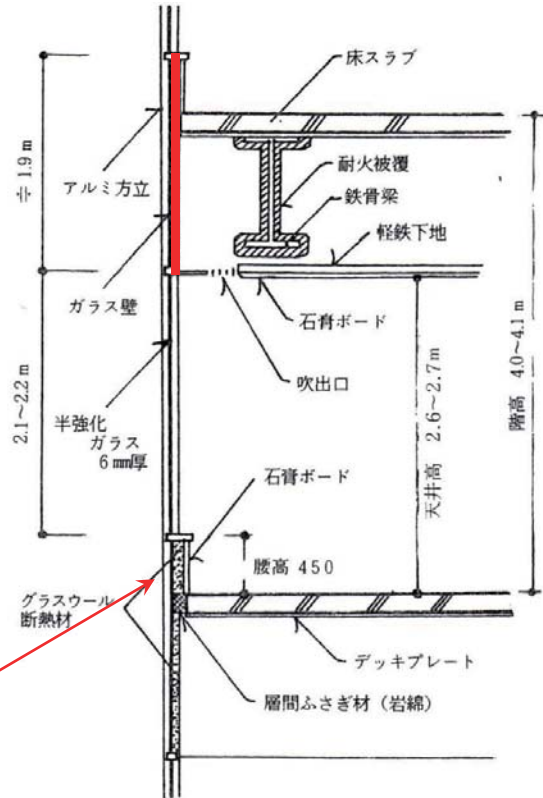 床スラブ
≑ 1.9 m
アルミ方立
耐火被覆
鉄骨梁
軽鉄下地
ガラス壁
石膏ボード
吹出口
2.1～2.2 m
半強化
ガラス
6 mm厚
天井高 2.6～2.7m
階高 4.0～4.1m
石膏ボード
腰高 450
グラスウール
断熱材
デッキプレート
層間ふさぎ材（岩綿）